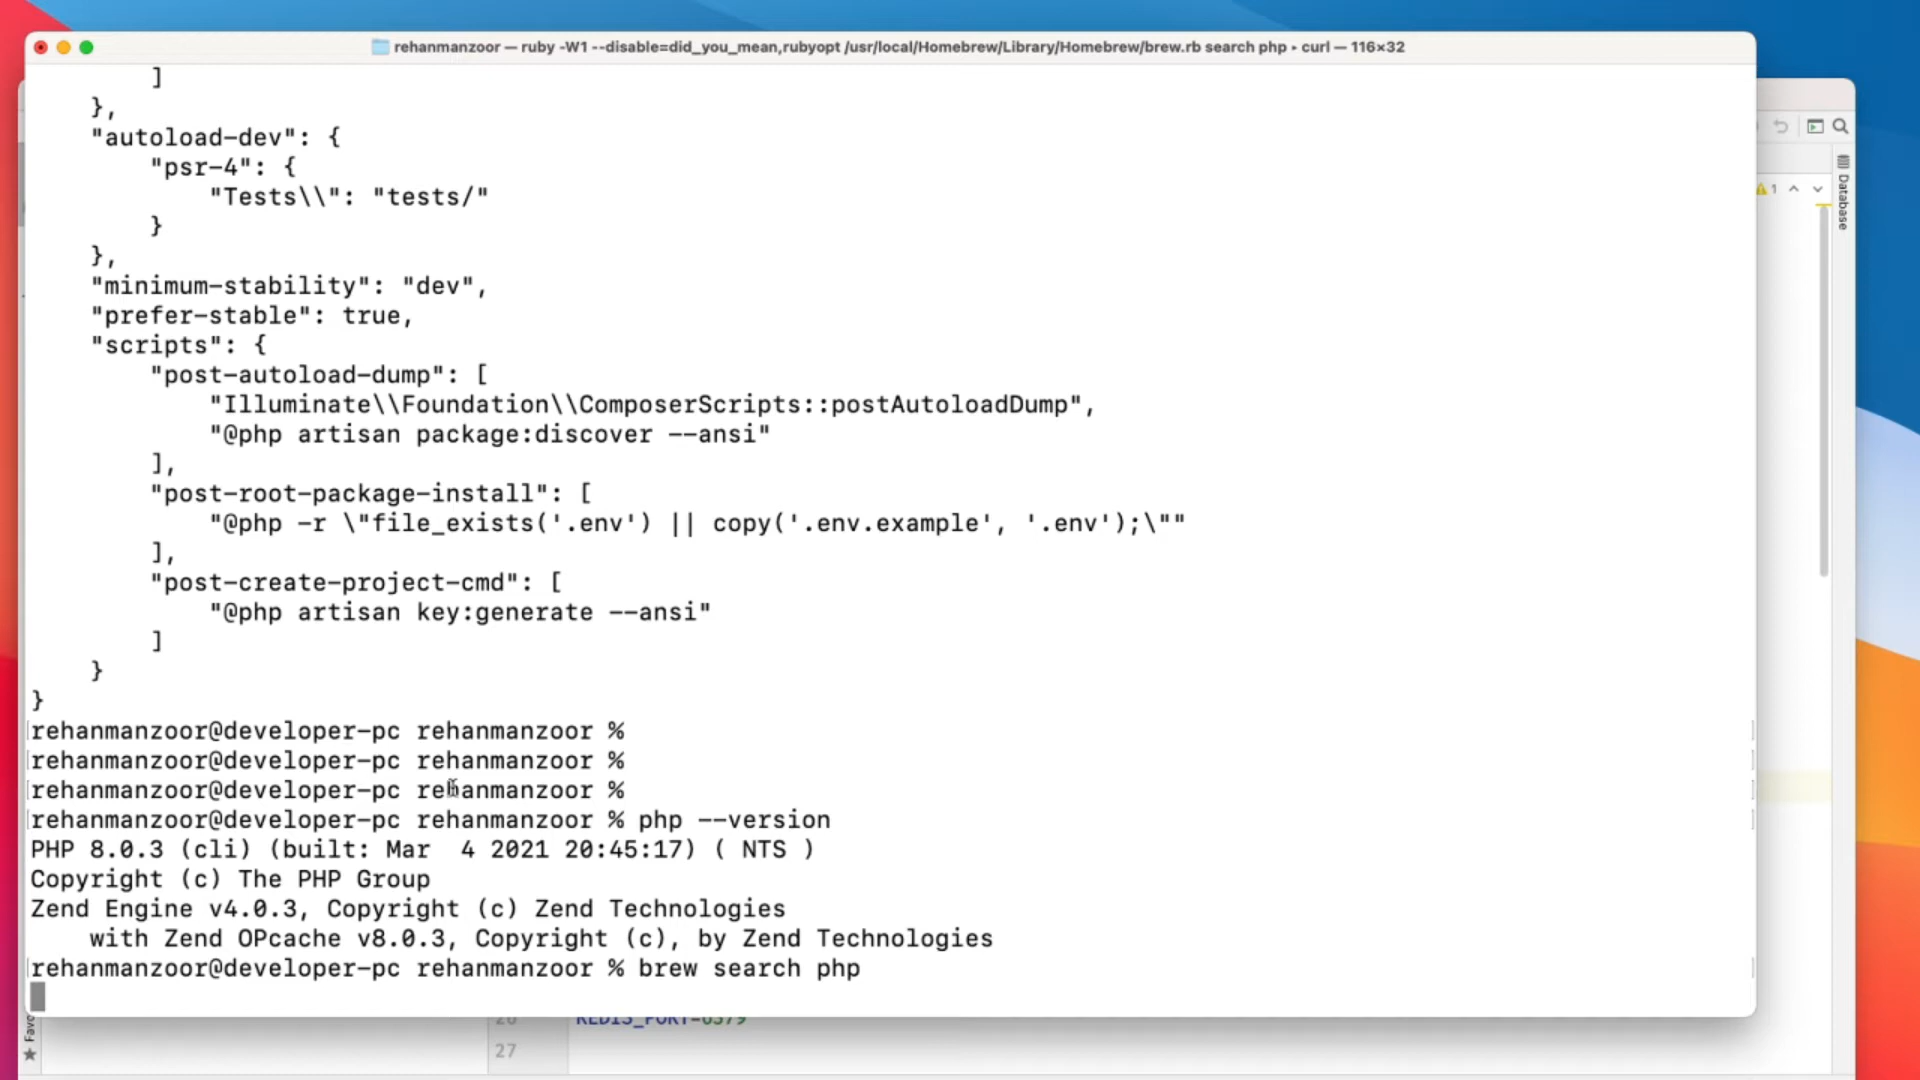 rehanmanzoor — ruby -W1 --disable=did_you_mean,rubyopt /usr/local/Homebrew/Library/Homebrew/brew.rb search php ▸ curl — 116×32
        ]
    },
    "autoload-dev": {
        "psr-4": {
            "Tests\\": "tests/"
        }
    },
    "minimum-stability": "dev",
    "prefer-stable": true,
    "scripts": {
        "post-autoload-dump": [
            "Illuminate\\Foundation\\ComposerScripts::postAutoloadDump",
            "@php artisan package:discover --ansi"
        ],
        "post-root-package-install": [
            "@php -r \"file_exists('.env') || copy('.env.example', '.env');\""
        ],
        "post-create-project-cmd": [
            "@php artisan key:generate --ansi"
        ]
    }
}
rehanmanzoor@developer-pc rehanmanzoor %
rehanmanzoor@developer-pc rehanmanzoor %
rehanmanzoor@developer-pc rehanmanzoor %
rehanmanzoor@developer-pc rehanmanzoor % php --version
PHP 8.0.3 (cli) (built: Mar  4 2021 20:45:17) ( NTS )
Copyright (c) The PHP Group
Zend Engine v4.0.3, Copyright (c) Zend Technologies
    with Zend OPcache v8.0.3, Copyright (c), by Zend Technologies
rehanmanzoor@developer-pc rehanmanzoor % brew search php
1
Database
26 REDIS_PORT=6379
27